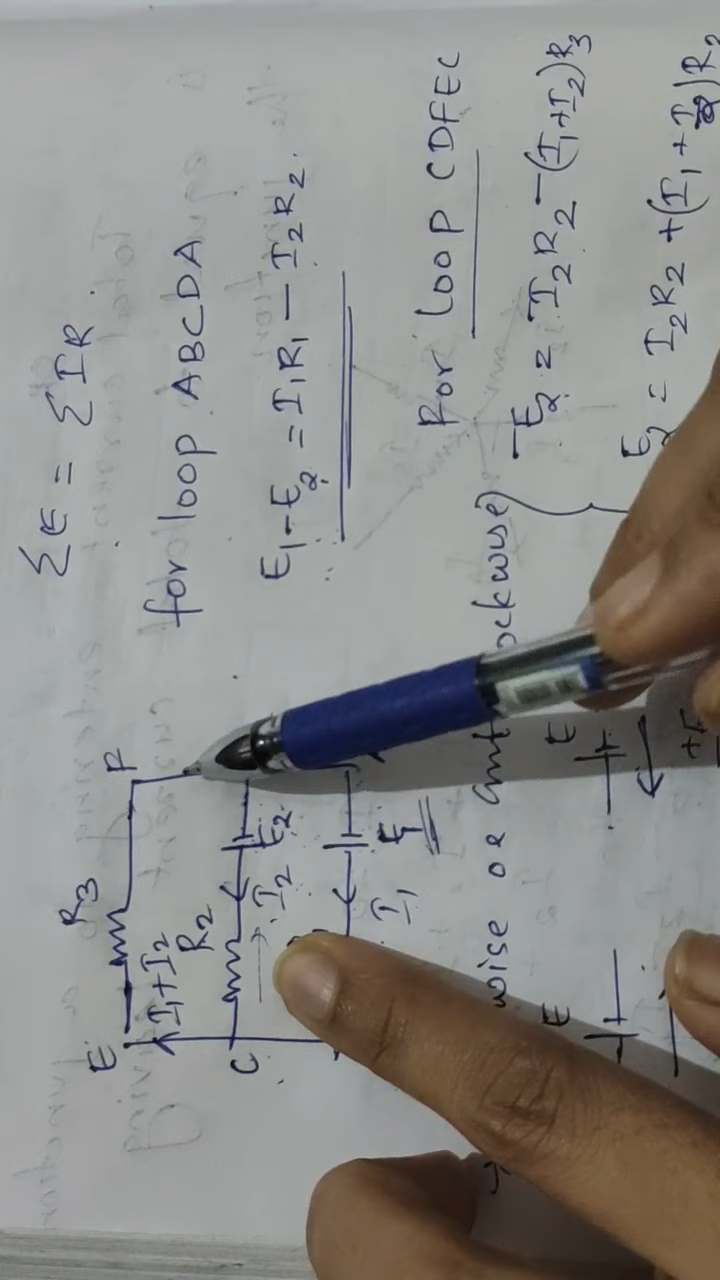 ΣE = ΣIR.
for loop ABCDA
∴ E₁-E₂ = I₁R₁ - I₂R₂.
For Loop CDFEC
-E₂ = I₂R₂ -(I₁+I₂)R₃
E₂ = I₂R₂ +(I₁+I₂)R₃
E R₃ F
I₁+I₂
R₂
C I₂ E₂
I₁ E₁
wise or anti ockwise
E E
+E